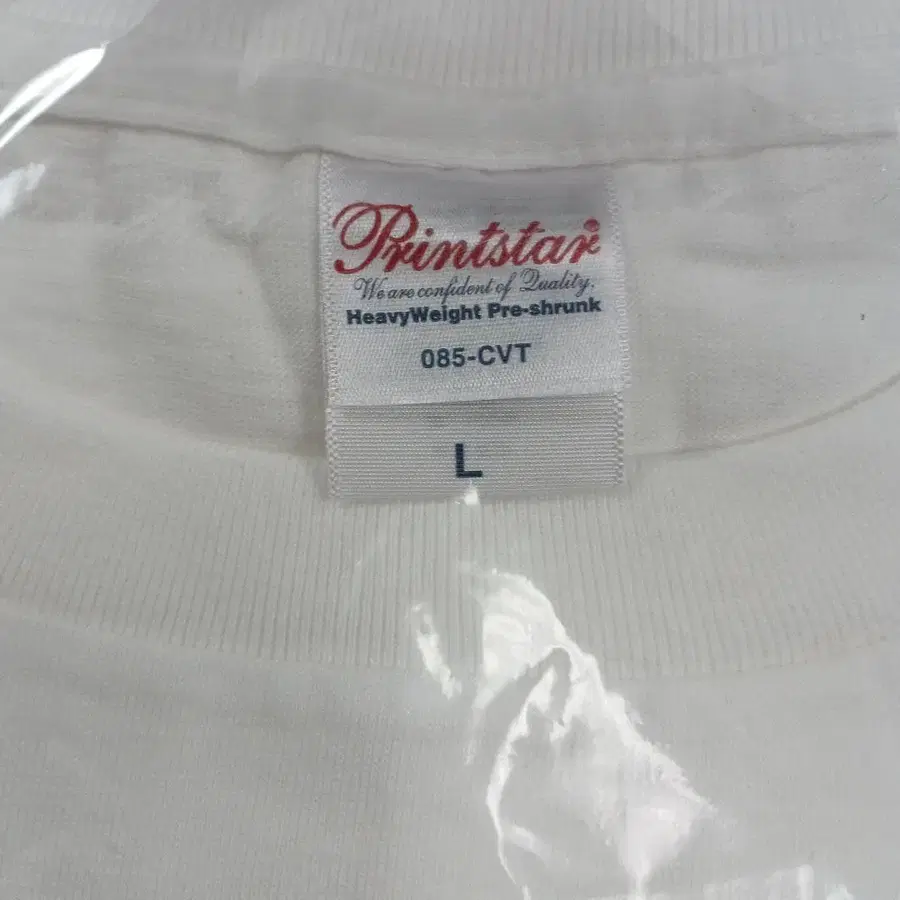 Printstar
We are confident of Quality.
HeavyWeight Pre-shrunk
085-CVT
L